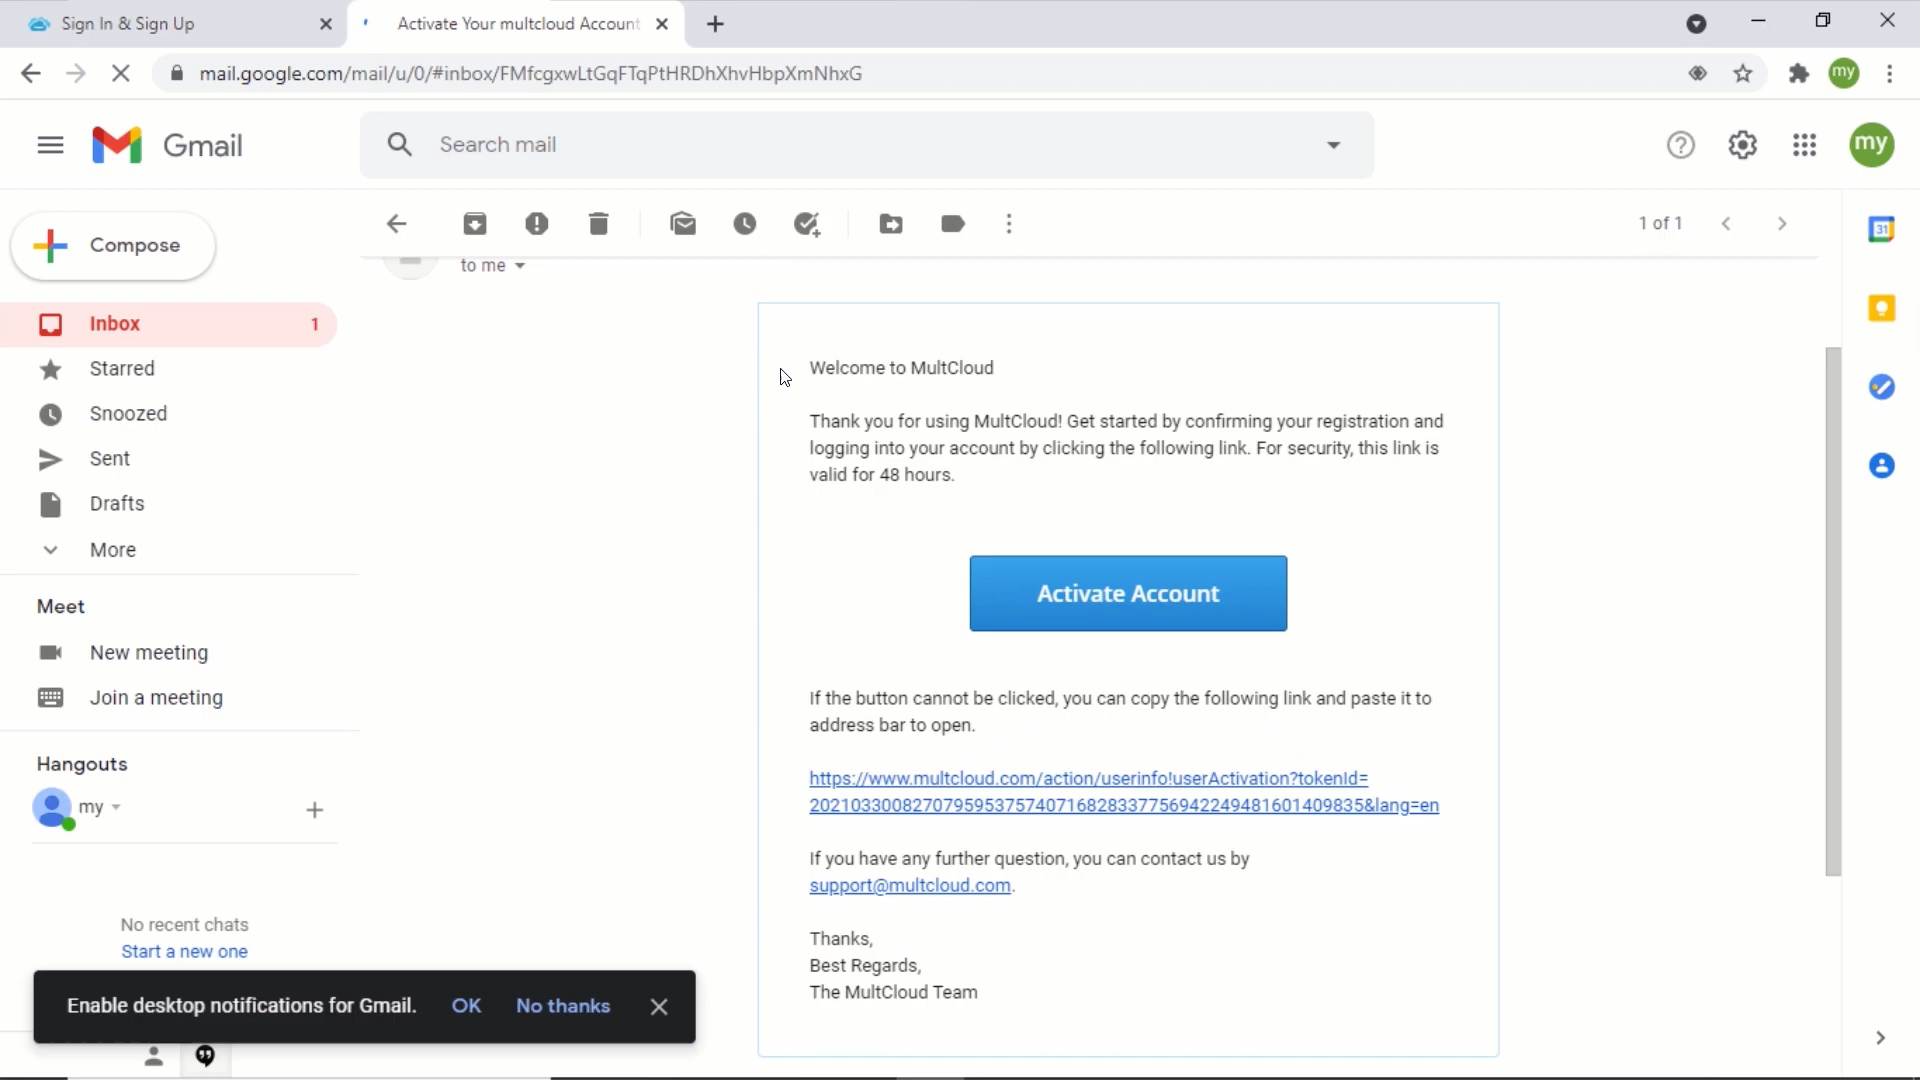 Sign In & Sign Up
Activate Your multcloud Account
mail.google.com/mail/u/0/#inbox/FMfcgxwLtGqFTqPtHRDhXhvHbpXmNhxG
my
Gmail
Search mail
my
Compose
1 of 1
31
to me
Inbox 1
Starred
Snoozed
Sent
Drafts
More
Meet
New meeting
Join a meeting
Hangouts
my
No recent chats
Start a new one
Enable desktop notifications for Gmail. OK No thanks
Welcome to MultCloud
Thank you for using MultCloud! Get started by confirming your registration and
logging into your account by clicking the following link. For security, this link is
valid for 48 hours.
Activate Account
If the button cannot be clicked, you can copy the following link and paste it to
address bar to open.
https://www.multcloud.com/action/userinfo!userActivation?tokenId=
202103300827079595375740716828337756942249481601409835&lang=en
If you have any further question, you can contact us by
support@multcloud.com.
Thanks,
Best Regards,
The MultCloud Team